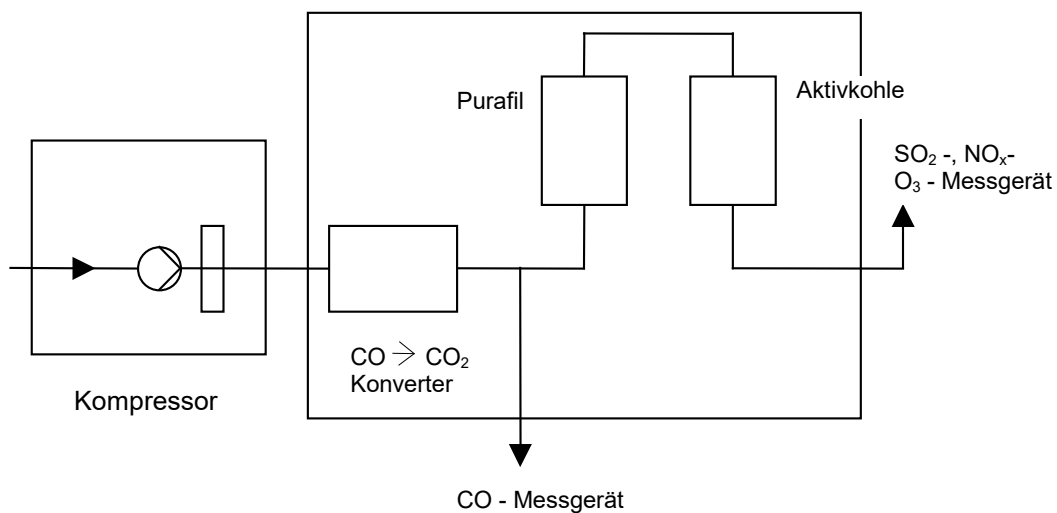 Purafil
Aktivkohle
SO₂ -, NOₓ-
O₃ - Messgerät
CO → CO₂
Konverter
Kompressor
CO - Messgerät